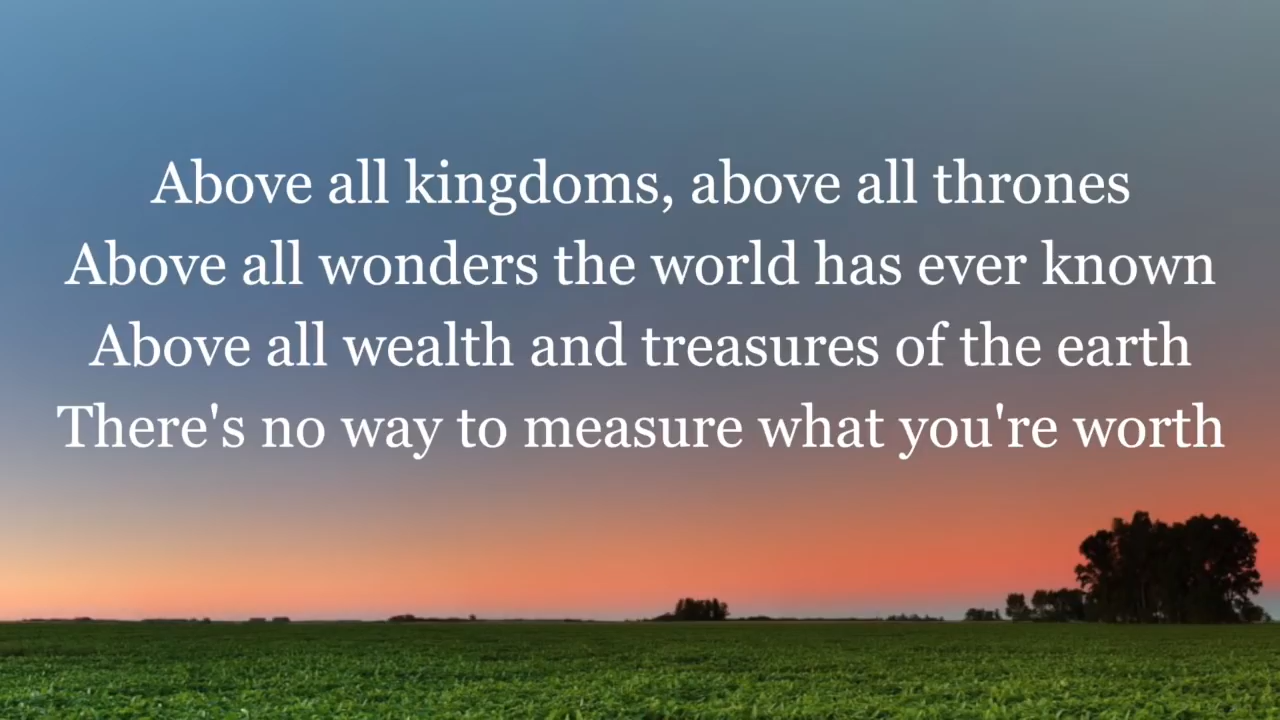 Above all kingdoms, above all thrones
Above all wonders the world has ever known
Above all wealth and treasures of the earth
There's no way to measure what you're worth